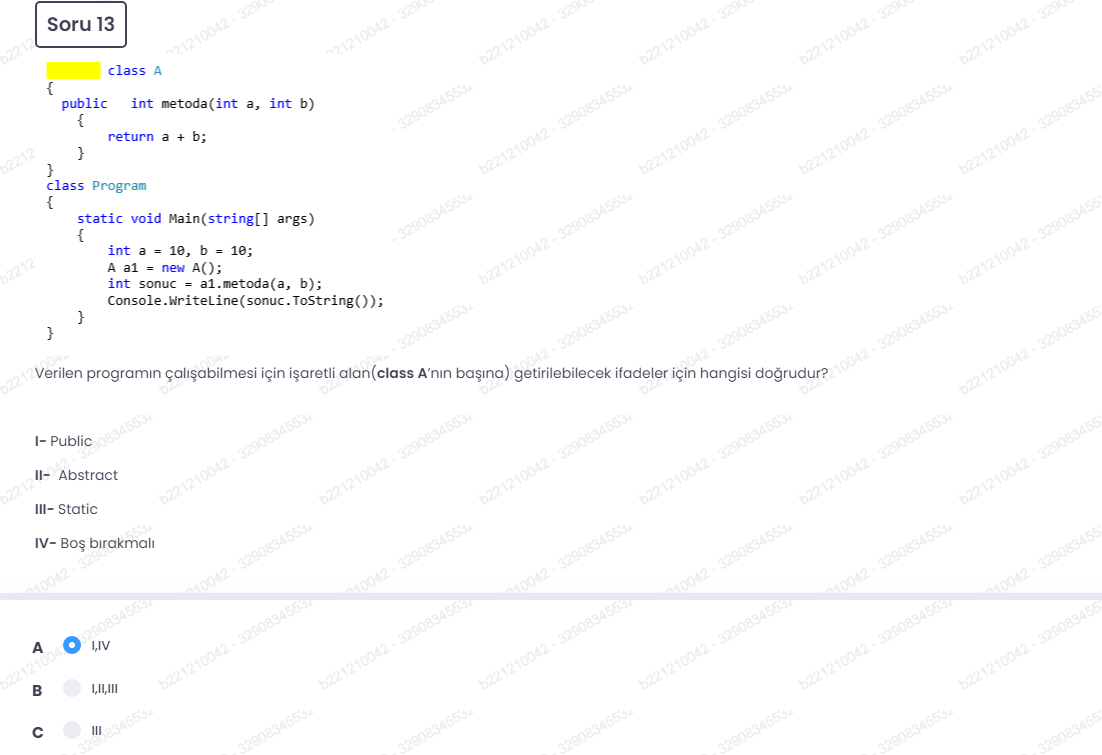 Soru 13
class A
{
public   int metoda(int a, int b)
{
return a + b;
}
}
class Program
{
static void Main(string[] args)
{
int a = 10, b = 10;
A a1 = new A();
int sonuc = a1.metoda(a, b);
Console.WriteLine(sonuc.ToString());
}
}
Verilen programın çalışabilmesi için işaretli alan(class A'nın başına) getirilebilecek ifadeler için hangisi doğrudur?
I- Public
II-  Abstract
III- Static
IV- Boş bırakmalı
A I,IV
B I,II,III
C III